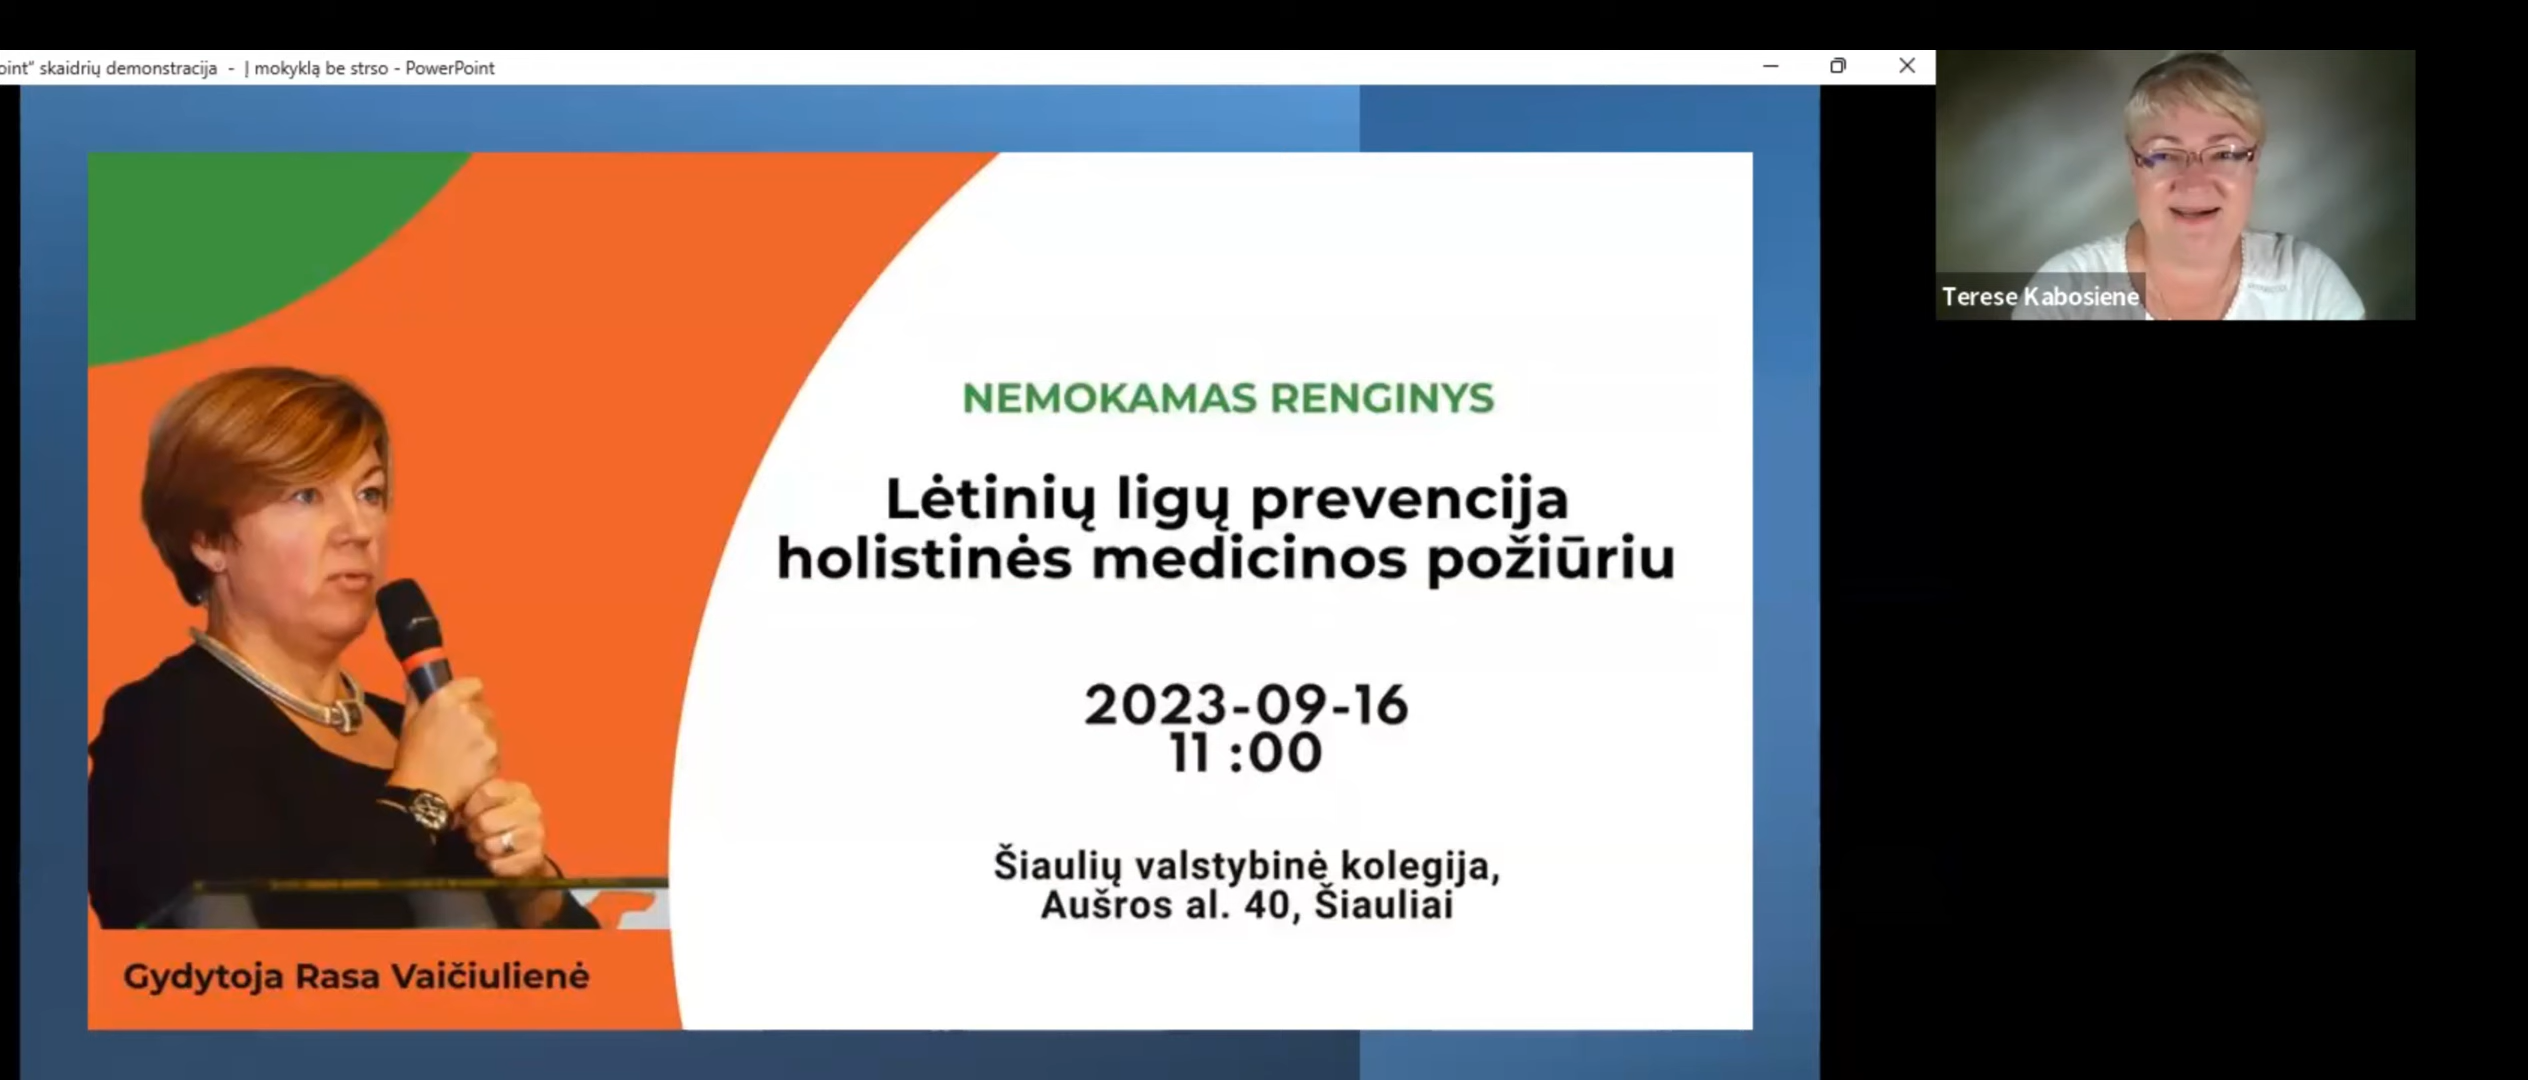 oint“ skaidrių demonstracija - Į mokyklą be strso - PowerPoint
Terese Kabosiene
NEMOKAMAS RENGINYS
Lėtinių ligų prevencija
holistinės medicinos požiūriu
2023-09-16
11 :00
Šiaulių valstybinė kolegija,
Aušros al. 40, Šiauliai
Gydytoja Rasa Vaičiulienė